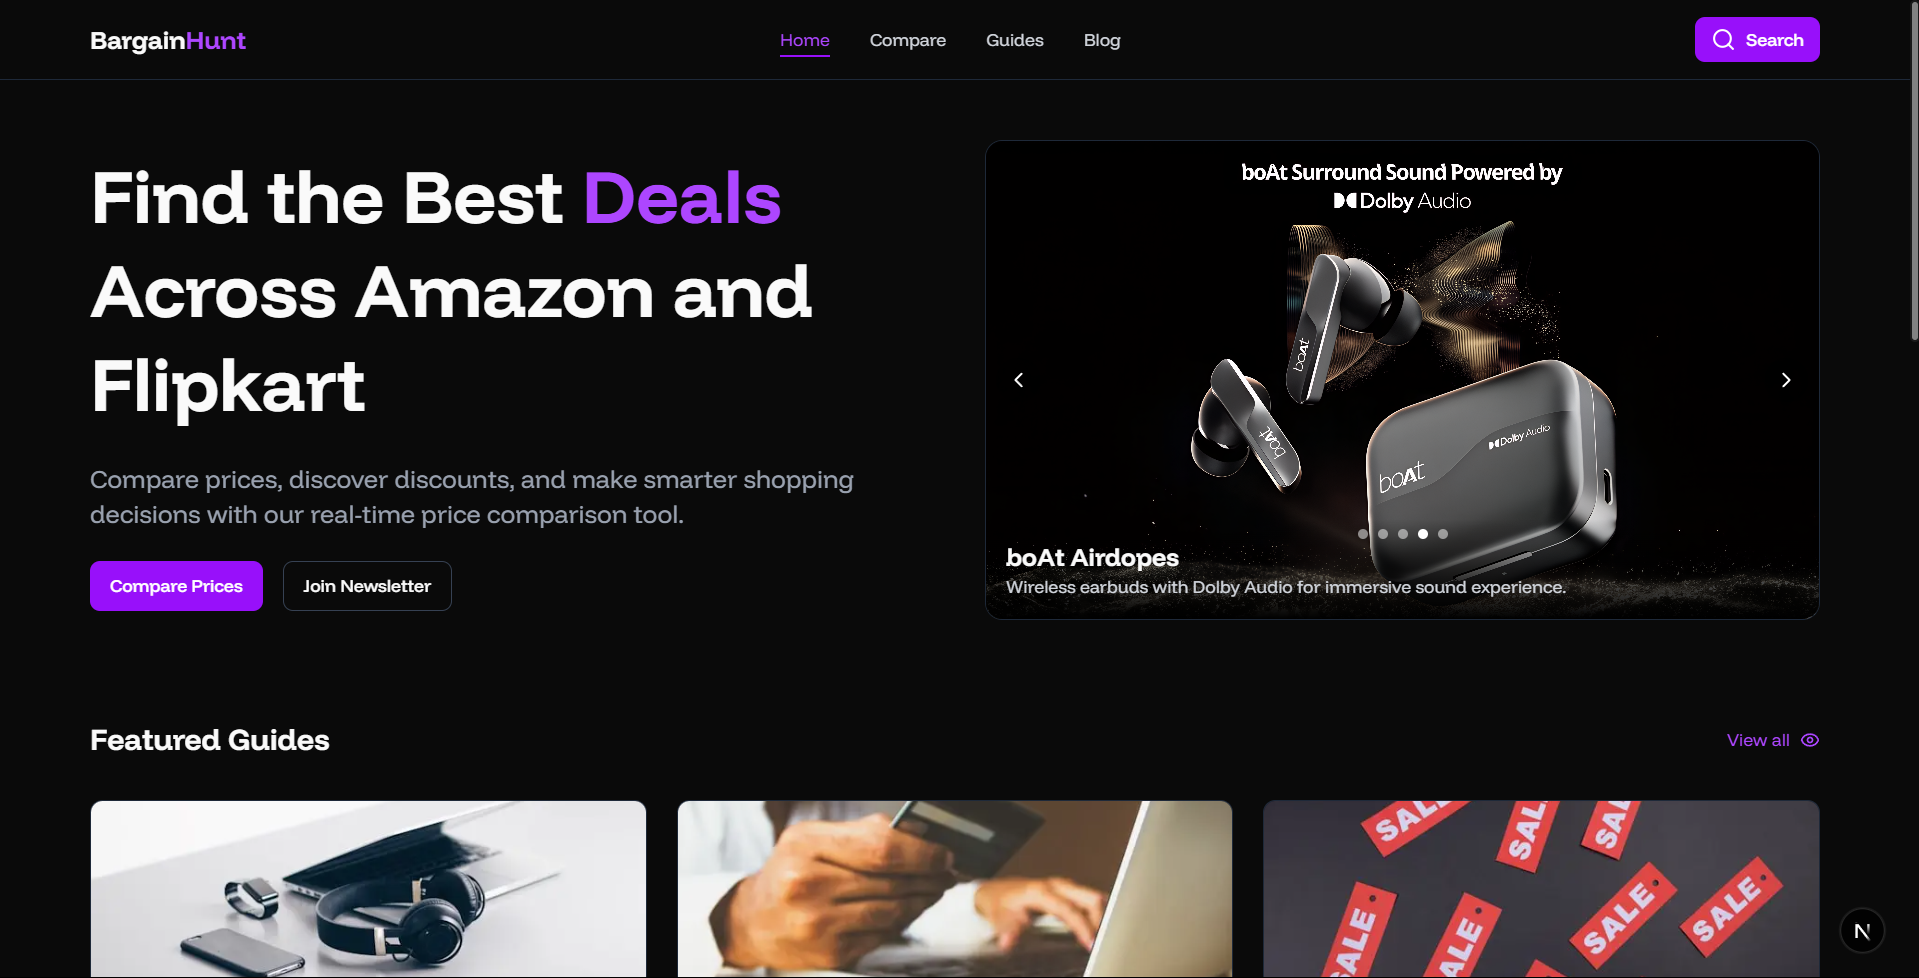 BargainHunt
Home
Compare
Guides
Blog
Search
Find the Best Deals
Across Amazon and
Flipkart
Compare prices, discover discounts, and make smarter shopping
decisions with our real-time price comparison tool.
Compare Prices
Join Newsletter
boAt Surround Sound Powered by
Dolby Audio
boAt
boAt
boAt
Dolby Audio
boAt Airdopes
Wireless earbuds with Dolby Audio for immersive sound experience.
Featured Guides
View all
SALE
SALE
SALE
SALE
SALE
SALE
SALE
N